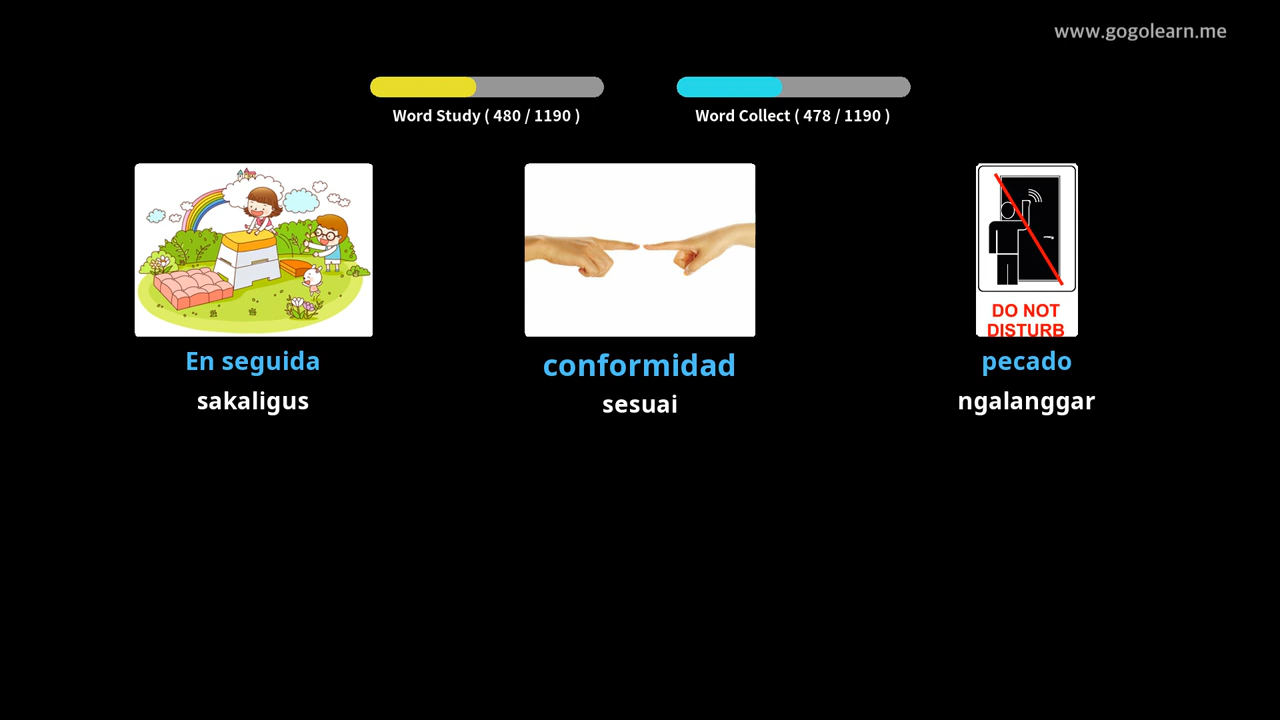 www.gogolearn.me
Word Study ( 480 / 1190 )
Word Collect ( 478 / 1190 )
DO NOT
DISTURB
En seguida
conformidad
pecado
sakaligus
sesuai
ngalanggar